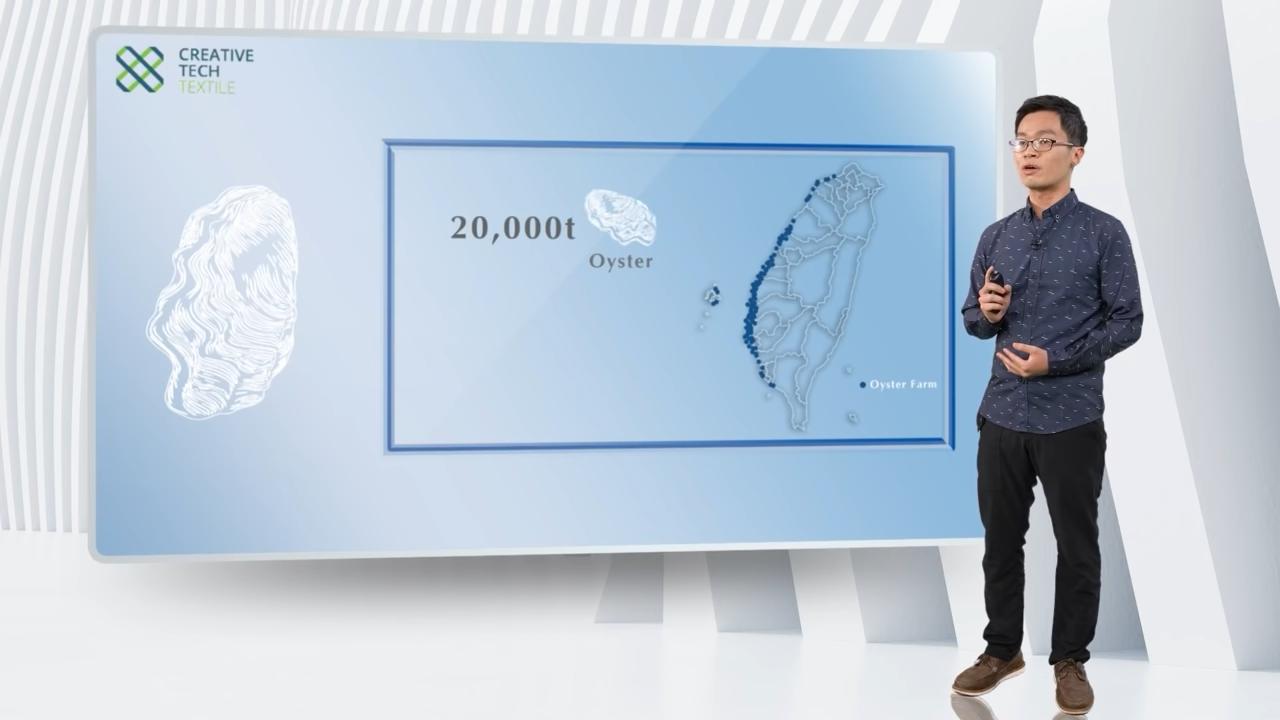 CREATIVE
TECH
TEXTILE
20,000t
Oyster
Oyster Farm